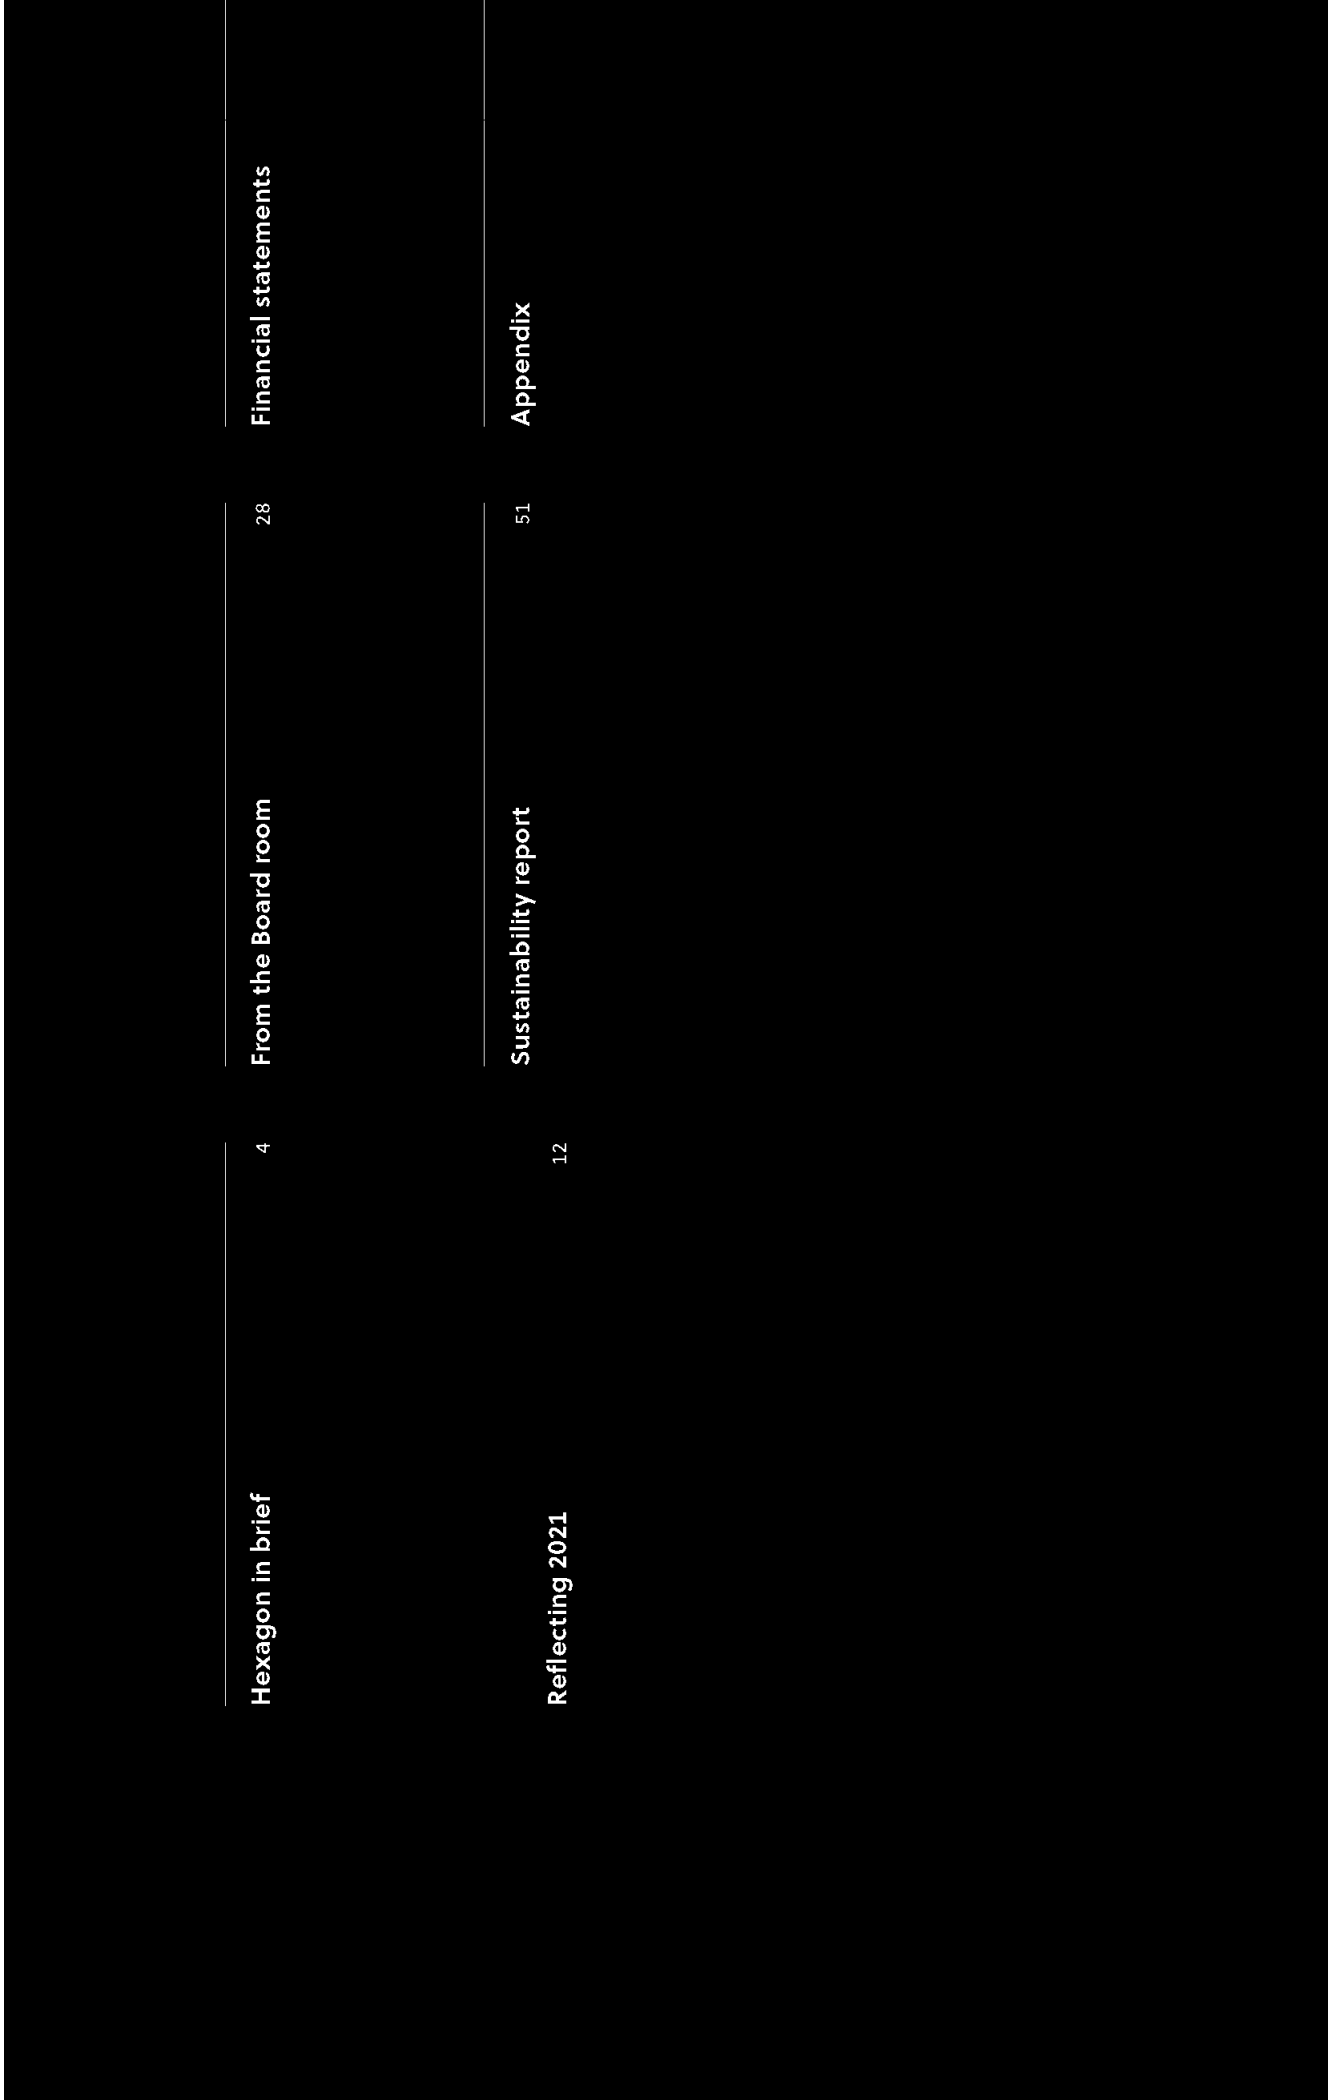 Hexagon in brief 4
From the Board room 28
Financial statements
Reflecting 2021 12
Sustainability report 51
Appendix